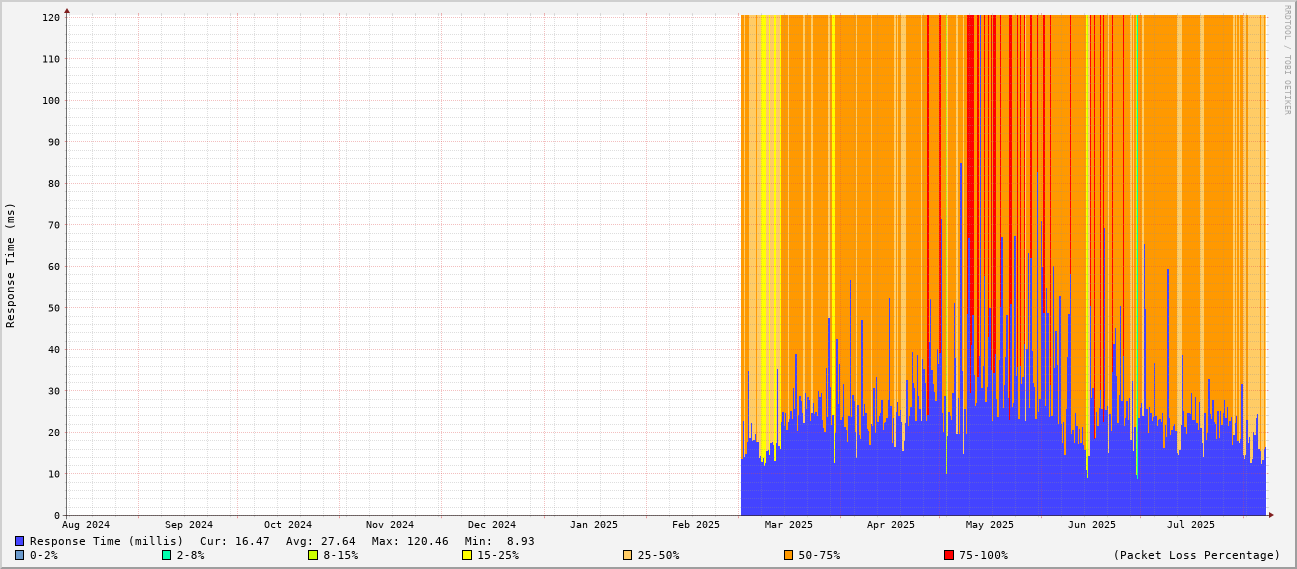 RRDTOOL / TOBI OETIKER
Response Time (ms)
120
110
100
90
80
70
60
50
40
30
20
10
0
Aug 2024 Sep 2024 Oct 2024 Nov 2024 Dec 2024 Jan 2025 Feb 2025 Mar 2025 Apr 2025 May 2025 Jun 2025 Jul 2025
Response Time (millis) Cur: 16.47 Avg: 27.64 Max: 120.46 Min: 8.93
0-2% 2-8% 8-15% 15-25% 25-50% 50-75% 75-100% (Packet Loss Percentage)